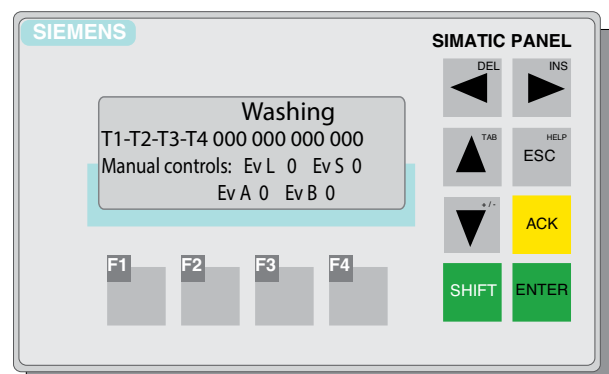 SIEMENS
SIMATIC PANEL
DEL
INS
Washing
T1-T2-T3-T4 000 000 000 000
Manual controls: Ev L 0 Ev S 0
Ev A 0 Ev B 0
TAB
HELP
ESC
+ / -
ACK
F1 F2 F3 F4
SHIFT ENTER